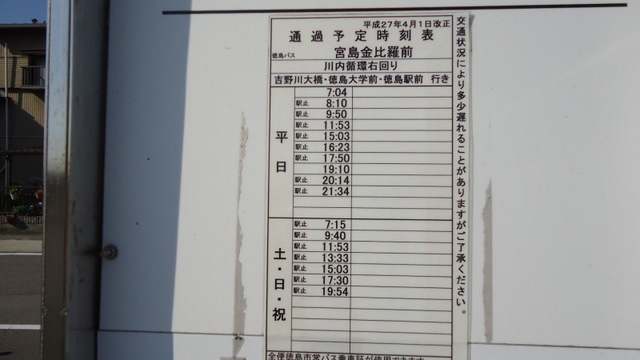 平成27年4月1日改正
通過予定時刻表
徳島バス 宮島金比羅前
川内循環右回り
吉野川大橋・徳島大学前・徳島駅前 行き
平日
7:04
駅止 8:10
駅止 9:50
駅止 11:53
駅止 15:03
駅止 16:23
駅止 17:50
19:10
駅止 20:14
駅止 21:34
土・日・祝
駅止 7:15
駅止 9:40
駅止 11:53
駅止 13:33
駅止 15:03
駅止 17:30
駅止 19:54
全便徳島市営バス乗車証が使用できます
交通状況により多少遅れることがありますがご了承ください。